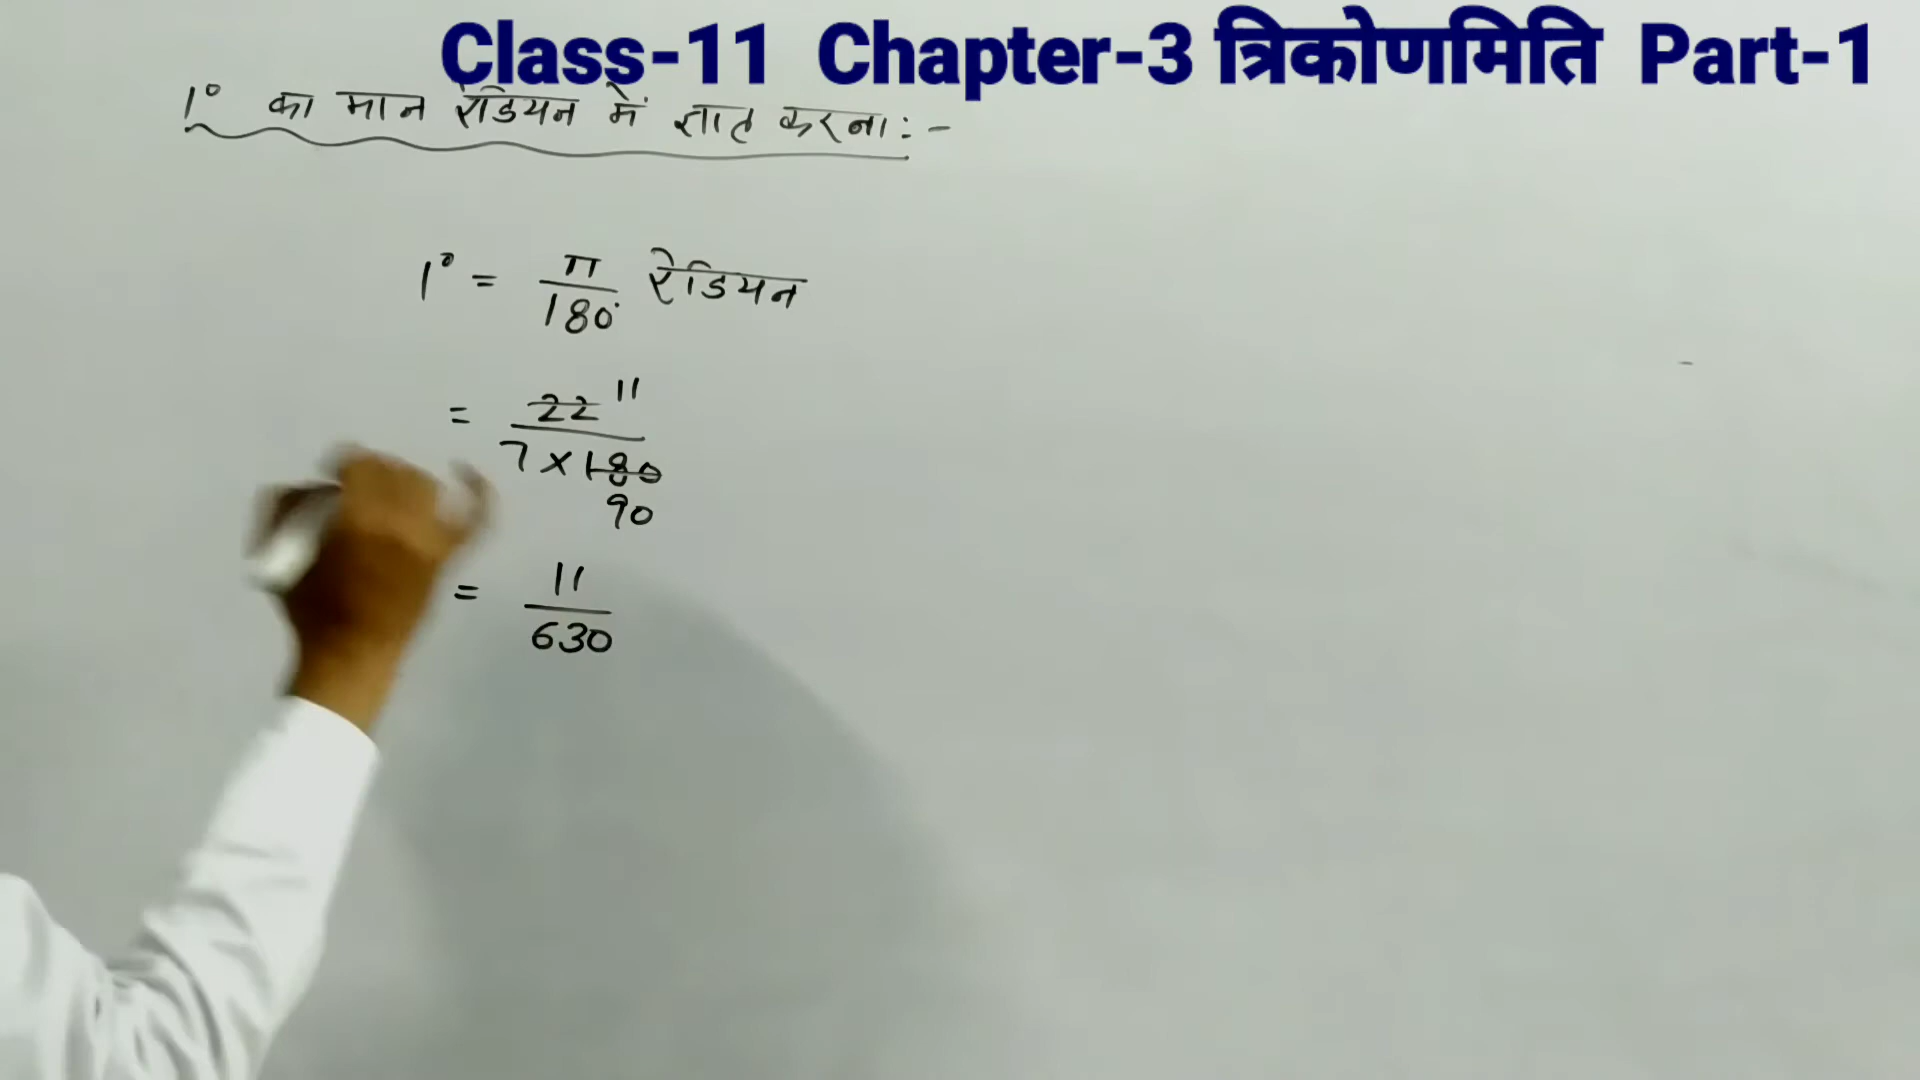 Class-11 Chapter-3 त्रिकोणमिति Part-1
1° का मान रेडियन में ज्ञात करना :-
1° = π/180 रेडियन
= 22 11 / 7 × 180 90
= 11/630